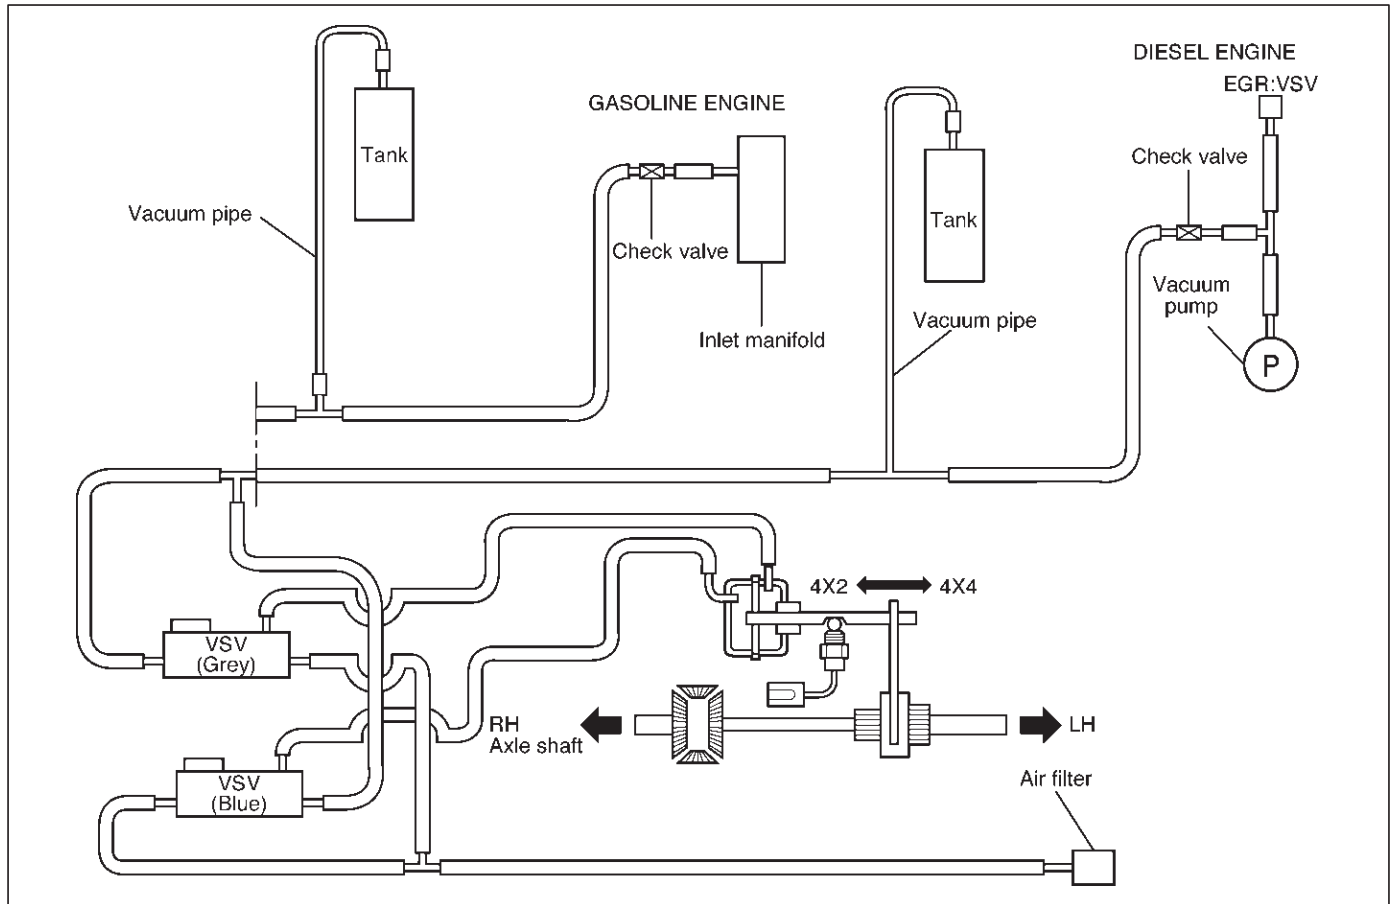 DIESEL ENGINE
EGR:VSV
GASOLINE ENGINE
Tank
Check valve
Vacuum pipe
Tank
Check valve
Vacuum
pump
Inlet manifold
Vacuum pipe
P
4X2
4X4
VSV
(Grey)
RH
Axle shaft
LH
VSV
(Blue)
Air filter